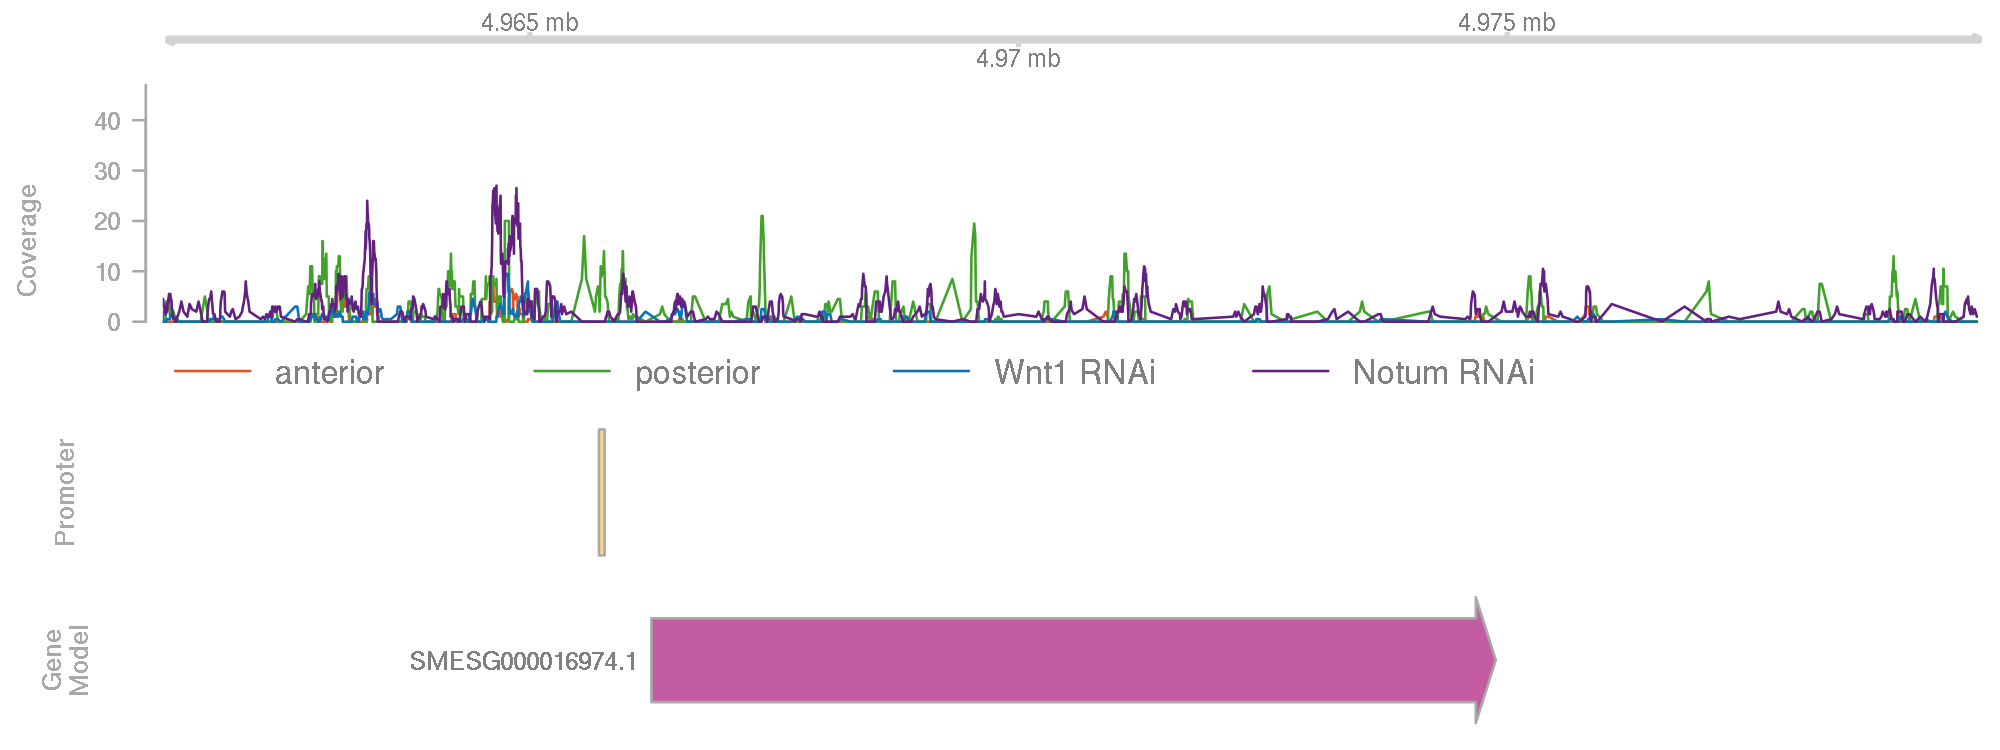 4.965 mb
4.975 mb
4.97 mb
Coverage
40
30
20
10
0
anterior
posterior
Wnt1 RNAi
Notum RNAi
Promoter
Gene
Model
SMESG000016974.1